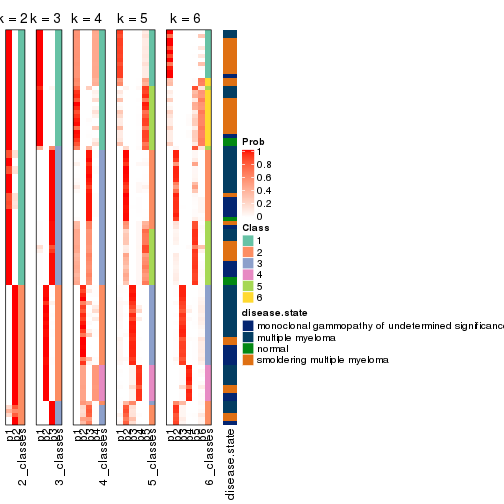 k = 2 k = 3 k = 4 k = 5 k = 6
Prob
1
0.8
0.6
0.4
0.2
0
Class
1
2
3
4
5
6
disease.state
monoclonal gammopathy of undetermined significance
multiple myeloma
normal
smoldering multiple myeloma
p1 p2 2_classes p1 p2 p3 3_classes p1 p2 p3 p4 4_classes p1 p2 p3 p4 p5 5_classes p1 p2 p3 p4 p5 p6 6_classes disease.state